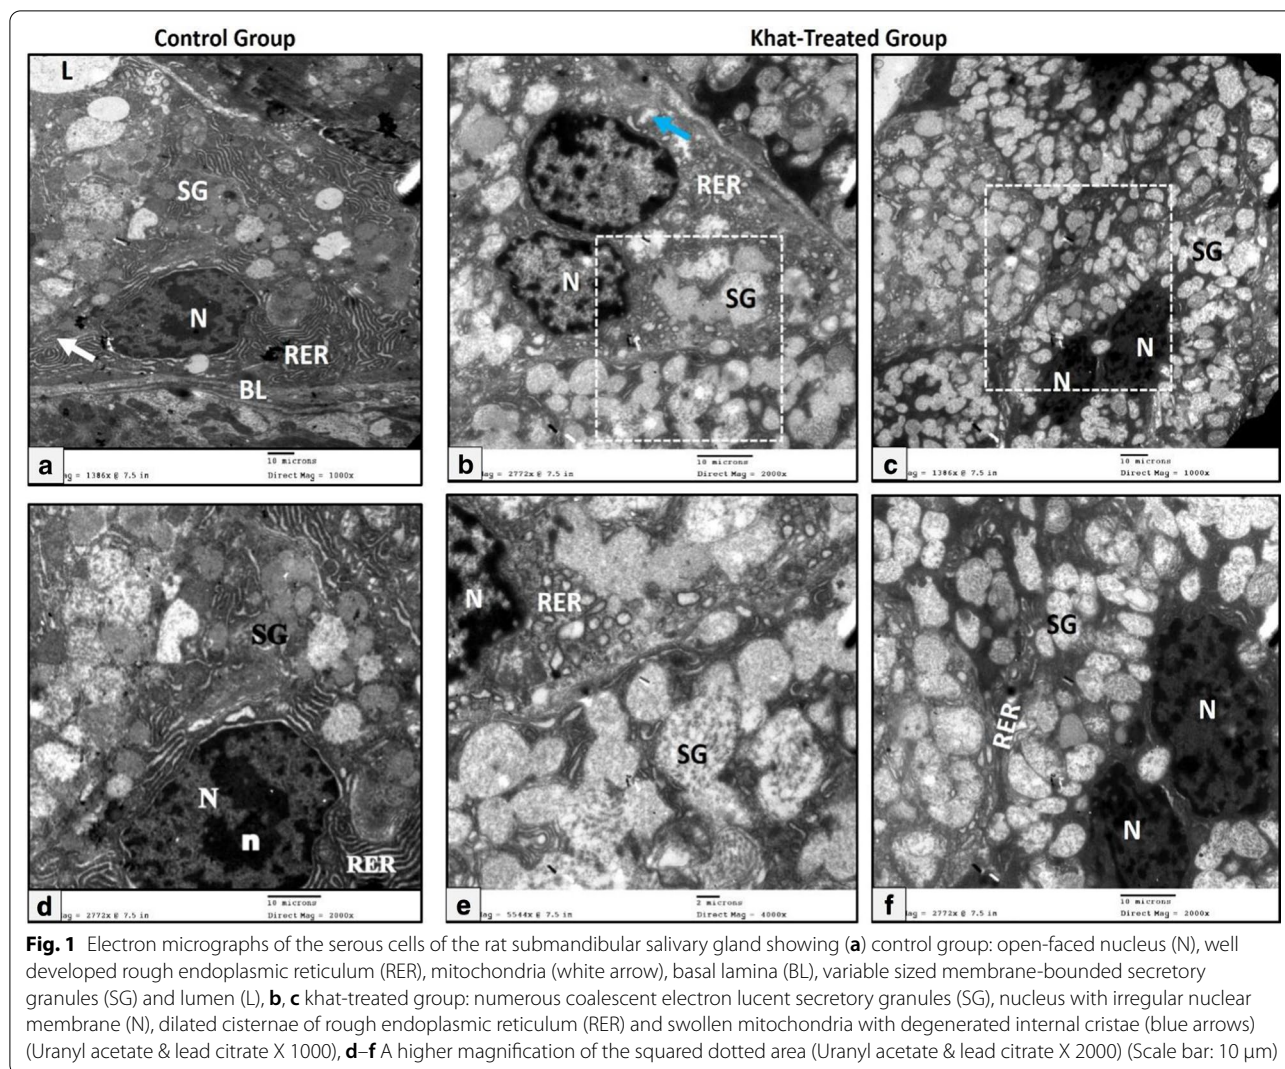 Control Group
Khat-Treated Group
L
SG
N
RER
BL
a
ag = 1386x@ 7.5 in
10 microns
Direct Mag = 1000x
RER
N
SG
b
ag = 2772x@ 7.5 in
10 microns
Direct Mag = 2000x
SG
N
N
c
ag = 1386x@ 7.5 in
10 microns
Direct Mag = 1000x
SG
N
n
RER
d
ag = 2772x@ 7.5 in
10 microns
Direct Mag = 2000x
N
RER
SG
e
ag = 5544x@ 7.5 in
2 microns
Direct Mag = 4000x
SG
RER
N
N
f
ag = 2772x@ 7.5 in
10 microns
Direct Mag = 2000x
Fig. 1 Electron micrographs of the serous cells of the rat submandibular salivary gland showing (a) control group: open-faced nucleus (N), well
developed rough endoplasmic reticulum (RER), mitochondria (white arrow), basal lamina (BL), variable sized membrane-bounded secretory
granules (SG) and lumen (L), b, c khat-treated group: numerous coalescent electron lucent secretory granules (SG), nucleus with irregular nuclear
membrane (N), dilated cisternae of rough endoplasmic reticulum (RER) and swollen mitochondria with degenerated internal cristae (blue arrows)
(Uranyl acetate & lead citrate X 1000), d–f A higher magnification of the squared dotted area (Uranyl acetate & lead citrate X 2000) (Scale bar: 10 µm)